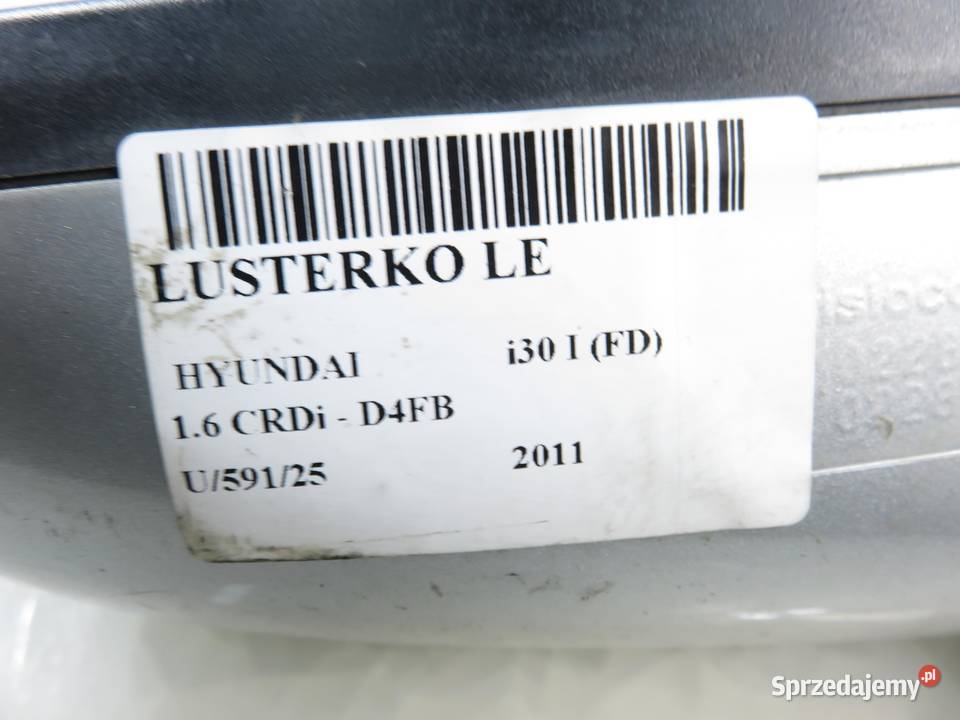 LUSTERKO LE
HYUNDAI i30 I (FD)
1.6 CRDi - D4FB
U/591/25 2011
Sprzedajemy.pl